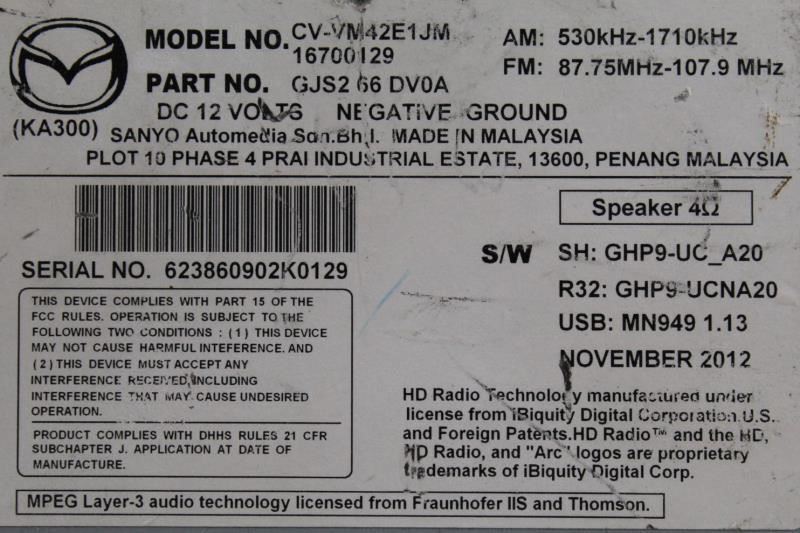 MODEL NO. CV-VM42E1JM
16700129
AM: 530kHz-1710kHz
FM: 87.75MHz-107.9 MHz
PART NO. GJS2 66 DV0A
(KA300)
DC 12 VOLTS NEGATIVE GROUND
SANYO Automedia Sdn.Bhd. MADE IN MALAYSIA
PLOT 10 PHASE 4 PRAI INDUSTRIAL ESTATE, 13600, PENANG MALAYSIA
SERIAL NO. 623860902K0129
Speaker 4Ω
S/W SH: GHP9-UC_A20
R32: GHP9-UCNA20
USB: MN949 1.13
NOVEMBER 2012
THIS DEVICE COMPLIES WITH PART 15 OF THE
FCC RULES. OPERATION IS SUBJECT TO THE
FOLLOWING TWO CONDITIONS : (1) THIS DEVICE
MAY NOT CAUSE HARMFUL INTEFERENCE. AND
(2) THIS DEVICE MUST ACCEPT ANY
INTERFERENCE RECEIVED, INCLUDING
INTERFERENCE THAT MAY CAUSE UNDESIRED
OPERATION.
PRODUCT COMPLIES WITH DHHS RULES 21 CFR
SUBCHAPTER J. APPLICATION AT DATE OF
MANUFACTURE.
HD Radio Technology manufactured under
license from iBiquity Digital Corporation.U.S.
and Foreign Patents.HD Radio™ and the HD,
HD Radio, and "Arc" logos are proprietary
trademarks of iBiquity Digital Corp.
MPEG Layer-3 audio technology licensed from Fraunhofer IIS and Thomson.